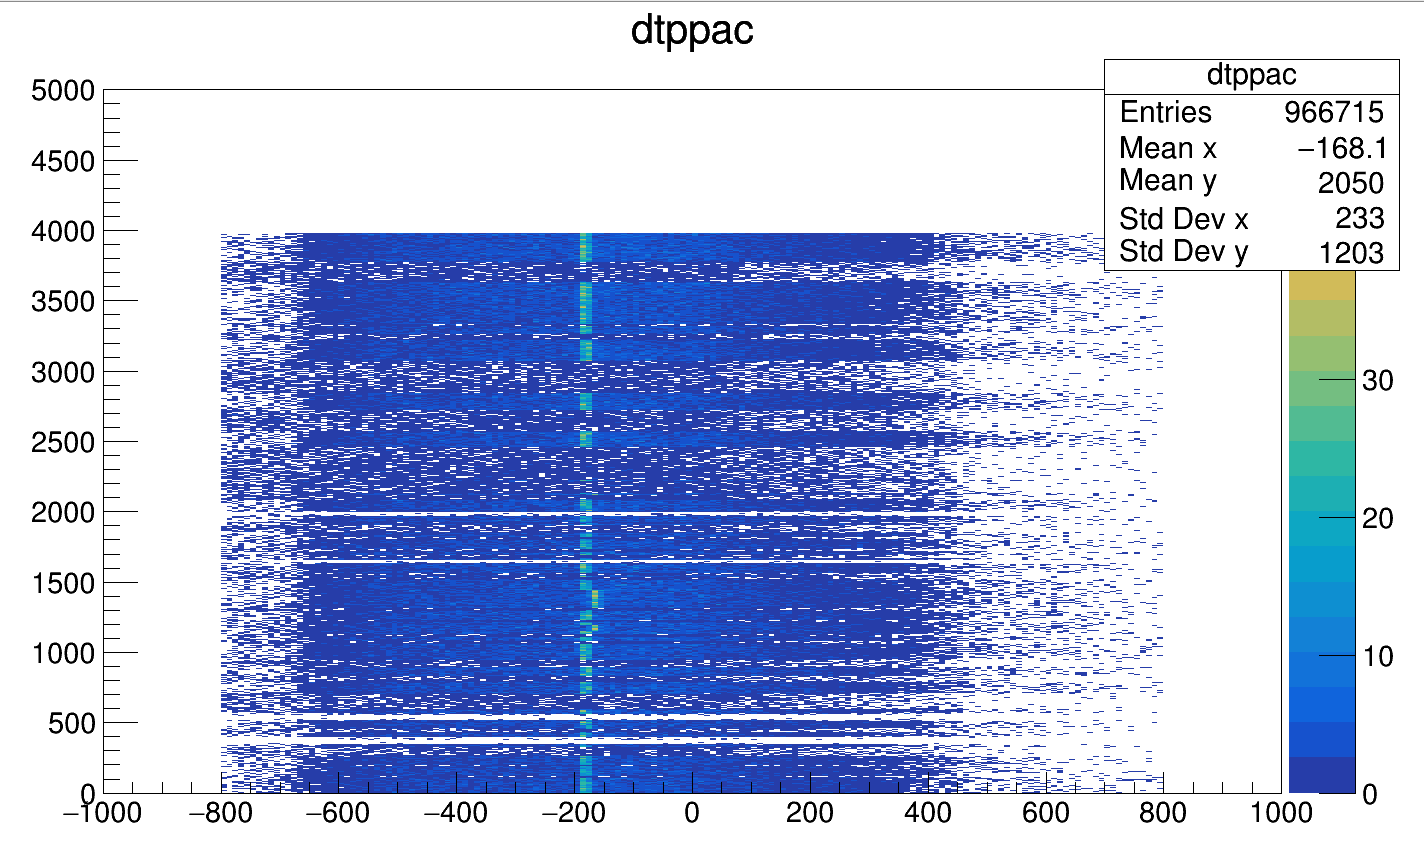 dtppac
dtppac
Entries 966715
Mean x −168.1
Mean y 2050
Std Dev x 233
Std Dev y 1203
5000
4500
4000
3500
3000
2500
2000
1500
1000
500
0
−1000 −800 −600 −400 −200 0 200 400 600 800 1000
30
20
10
0